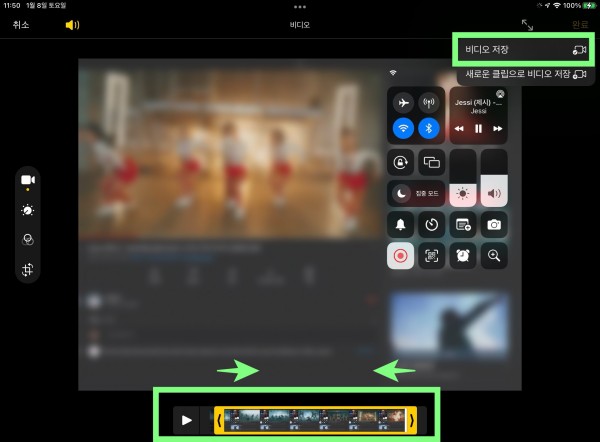 11:50 1월 8일 토요일
100%
취소
비디오
완료
비디오 저장
새로운 클립으로 비디오 저장
Jessi (제시) -...
Jessi
집중 모드